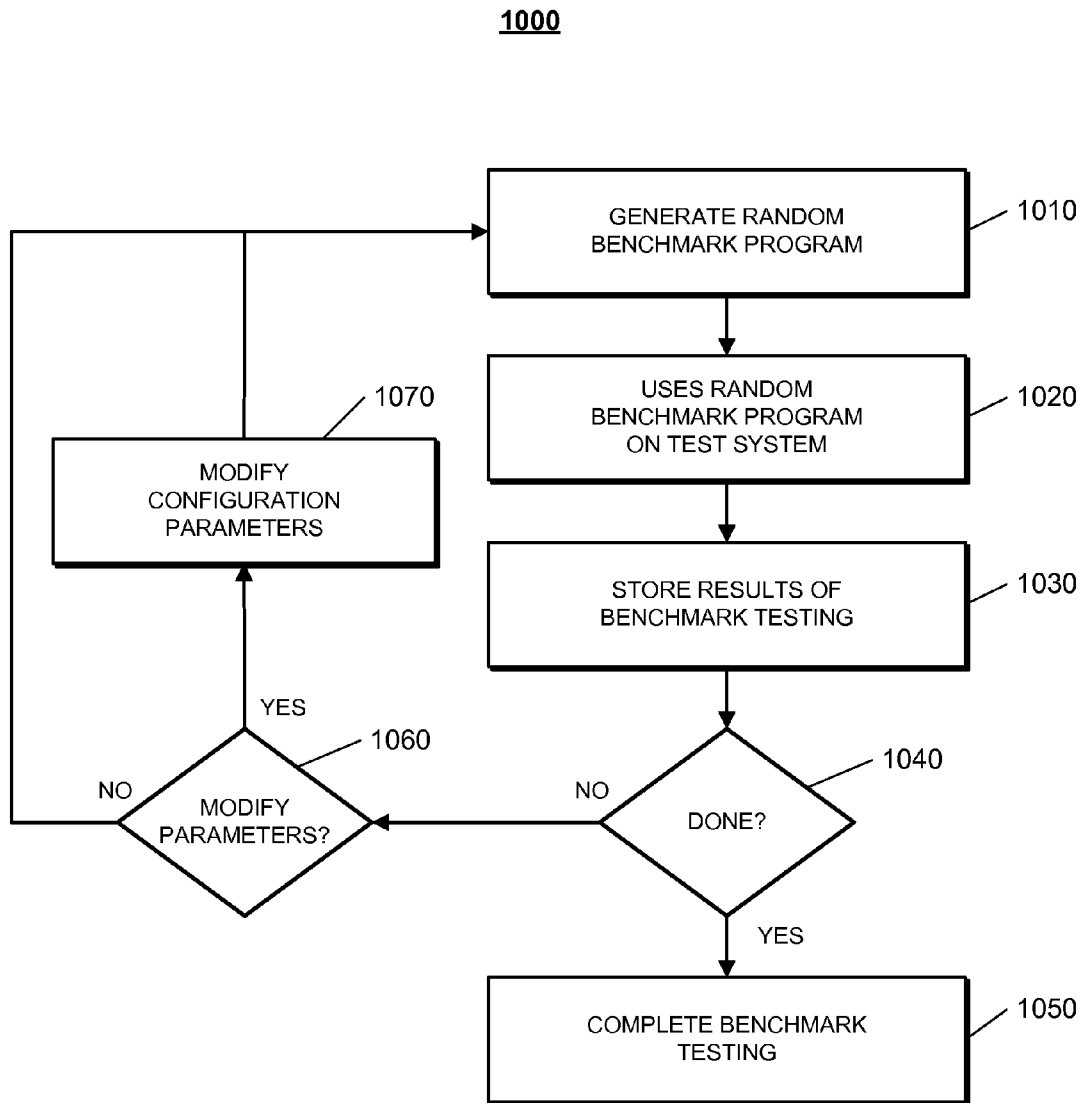 1000
GENERATE RANDOM
BENCHMARK PROGRAM
1010
USES RANDOM
BENCHMARK PROGRAM
ON TEST SYSTEM
1020
1070
MODIFY
CONFIGURATION
PARAMETERS
STORE RESULTS OF
BENCHMARK TESTING
1030
YES
1060
NO
MODIFY
PARAMETERS?
1040
NO
DONE?
YES
COMPLETE BENCHMARK
TESTING
1050